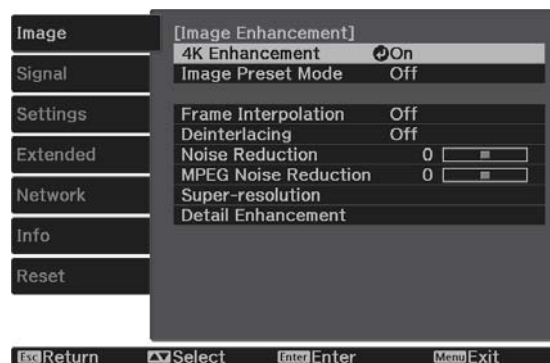 Image
Signal
Settings
Extended
Network
Info
Reset
[Image Enhancement]
4K Enhancement On
Image Preset Mode Off
Frame Interpolation Off
Deinterlacing Off
Noise Reduction 0
MPEG Noise Reduction 0
Super-resolution
Detail Enhancement
Esc Return Select Enter Enter Menu Exit